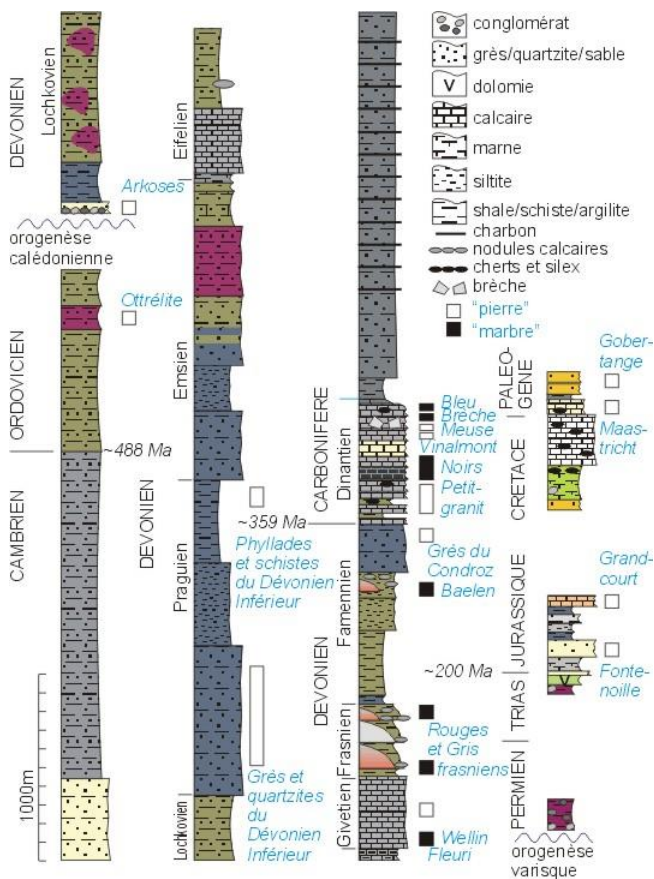 DEVONIEN
Lochkovien
Arkoses
orogenèse
calédonienne
Ottrélite
ORDOVICIEN
~488 Ma
CAMBRIEN
1000m
Eifelien
Emsien
DEVONIEN
Praguien
Phyllades
et schistes
du Dévonien
Inférieur
Lochkovien
Grès et
quartzites
du
Dévonien
Inférieur
CARBONIFERE
Dinantien
Bleu
Brèche
Meuse
Vinalmont
Noirs
Petit-
granit
~359 Ma
DEVONIEN
Famennien
Grès du
Condroz
Baelen
Frasnien
Rouges
et Gris
frasniens
Givetien
Wellin
Fleuri
conglomérat
grès/quartzite/sable
dolomie
calcaire
marne
siltite
shale/schiste/argilite
charbon
nodules calcaires
cherts et silex
brèche
"pierre"
"marbre"
PALEO-
GENE
Gober-
tange
CRETACE
Maas-
tricht
JURASSIQUE
Grand-
court
~200 Ma
TRIAS
Fonte-
noille
PERMIEN
orogenèse
varisque